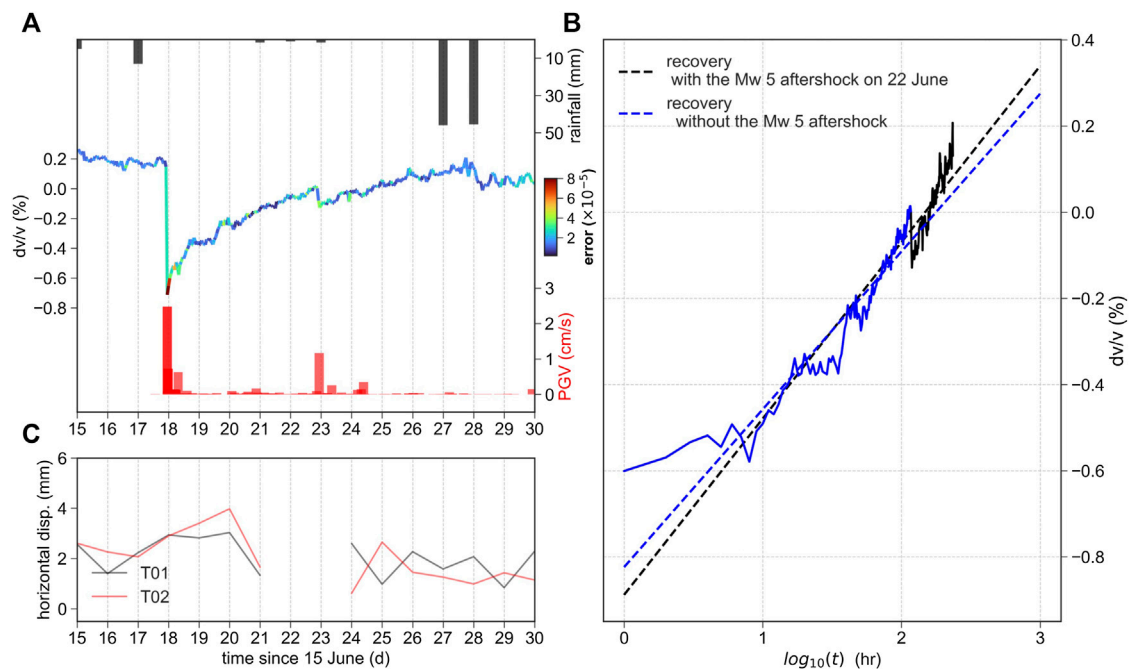 A
10
30
50
rainfall (mm)
0.2
0.0
−0.2
−0.4
−0.6
−0.8
dv/v (%)
8
6
4
2
error (×10⁻⁵)
3
2
1
0
PGV (cm/s)
15 16 17 18 19 20 21 22 23 24 25 26 27 28 29 30
C
6
4
2
0
horizontal disp. (mm)
T01
T02
15 16 17 18 19 20 21 22 23 24 25 26 27 28 29 30
time since 15 June (d)
B
recovery
with the Mw 5 aftershock on 22 June
recovery
without the Mw 5 aftershock
0.4
0.2
0.0
−0.2
−0.4
−0.6
−0.8
dv/v (%)
0 1 2 3
log₁₀(t) (hr)